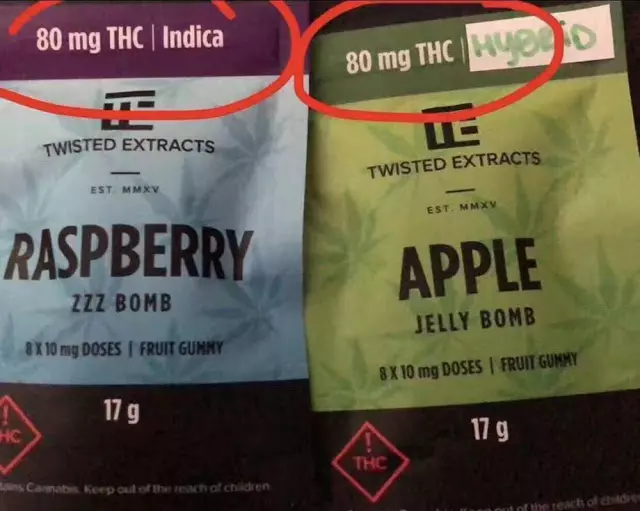 80 mg THC | Indica
TWISTED EXTRACTS
EST. MMXV
RASPBERRY
ZZZ BOMB
8 X 10 mg DOSES | FRUIT GUMMY
17 g
!
THC
Cannabis. Keep out of the reach of children.
80 mg THC | HYBRID
TE
TWISTED EXTRACTS
EST. MMXV
APPLE
JELLY BOMB
8 X 10 mg DOSES | FRUIT GUMMY
17 g
!
THC
out of the reach of children